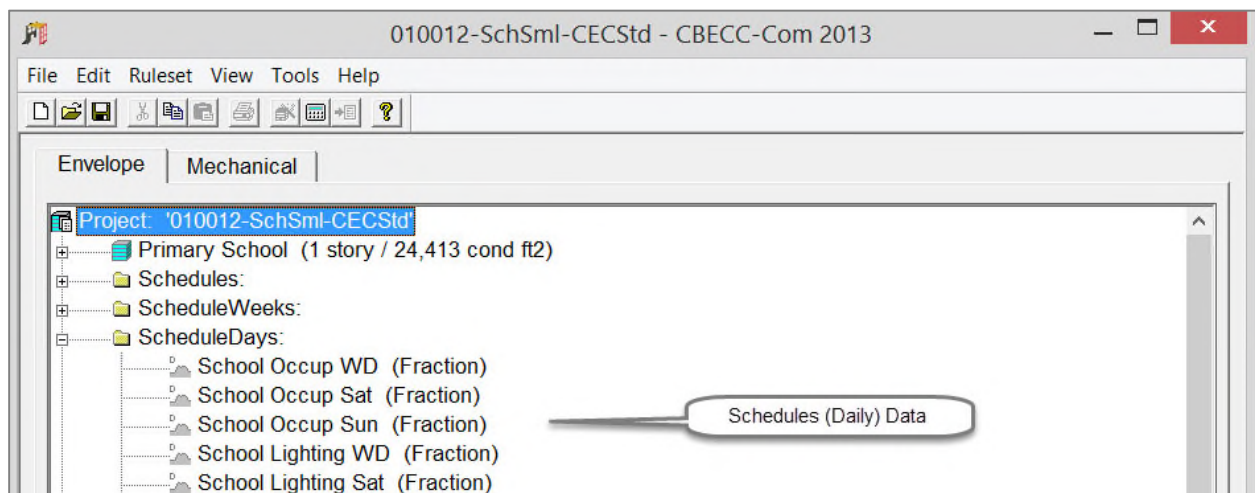 010012-SchSml-CECStd - CBECC-Com 2013
File Edit Ruleset View Tools Help
Envelope Mechanical
Project: '010012-SchSml-CECStd'
Primary School (1 story / 24,413 cond ft2)
Schedules:
ScheduleWeeks:
ScheduleDays:
School Occup WD (Fraction)
School Occup Sat (Fraction)
School Occup Sun (Fraction)
Schedules (Daily) Data
School Lighting WD (Fraction)
School Lighting Sat (Fraction)